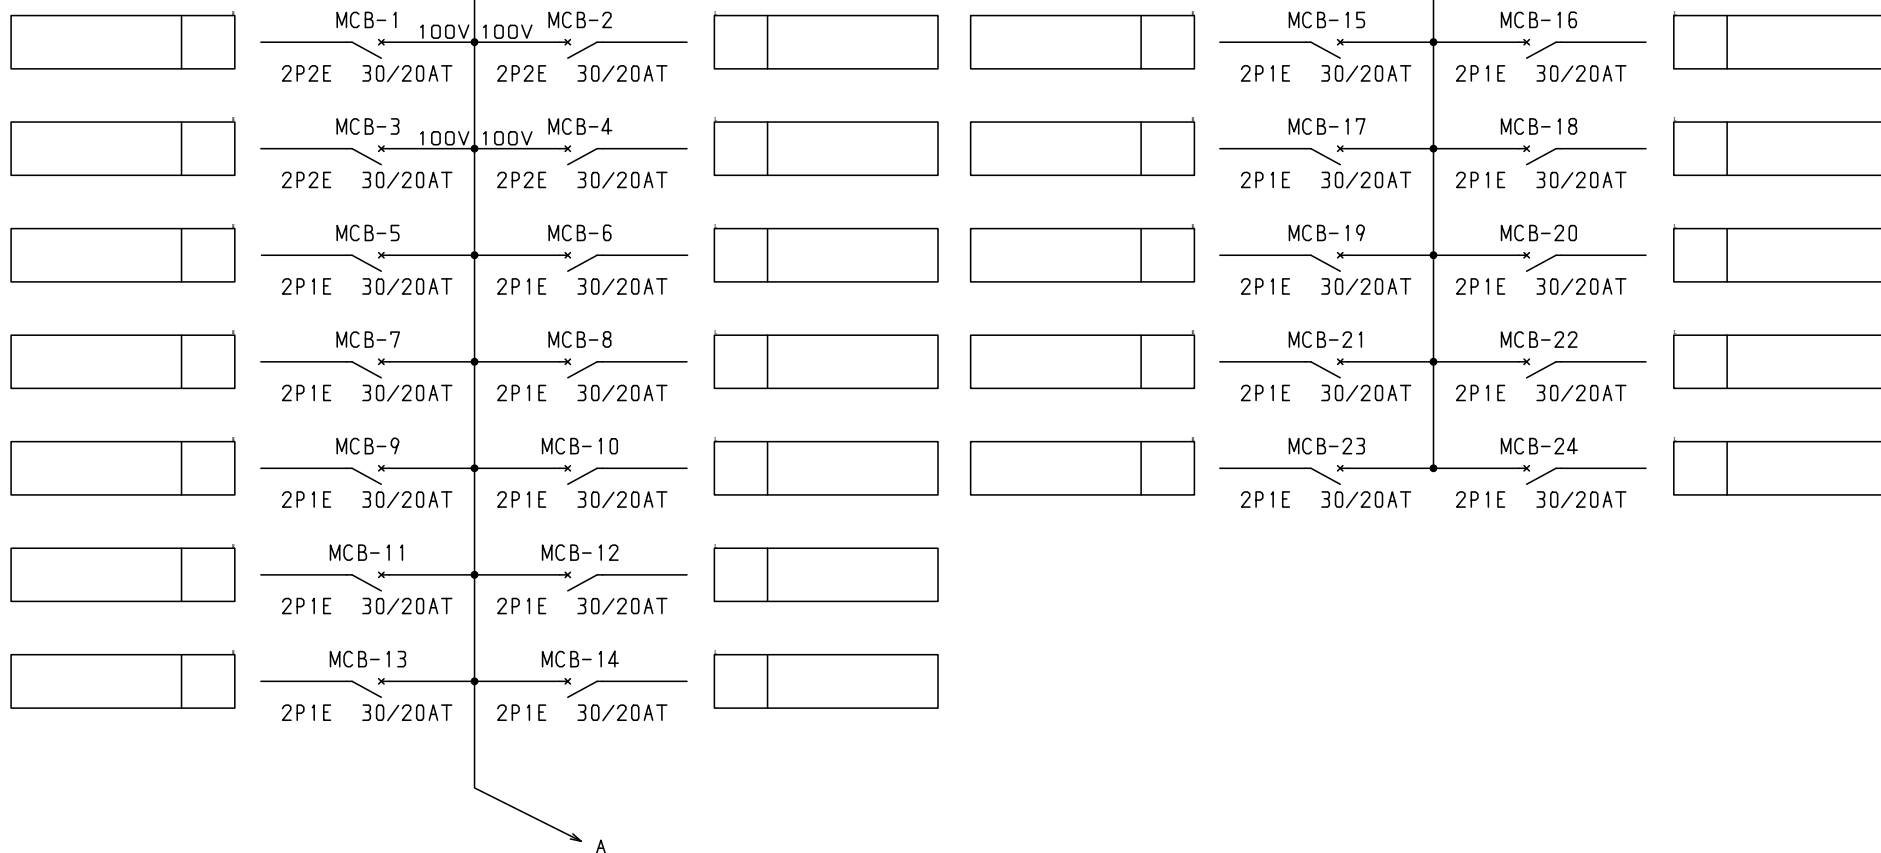 MCB-1 100V 100V MCB-2
2P2E 30/20AT 2P2E 30/20AT
MCB-3 100V 100V MCB-4
2P2E 30/20AT 2P2E 30/20AT
MCB-5 MCB-6
2P1E 30/20AT 2P1E 30/20AT
MCB-7 MCB-8
2P1E 30/20AT 2P1E 30/20AT
MCB-9 MCB-10
2P1E 30/20AT 2P1E 30/20AT
MCB-11 MCB-12
2P1E 30/20AT 2P1E 30/20AT
MCB-13 MCB-14
2P1E 30/20AT 2P1E 30/20AT
A
MCB-15 MCB-16
2P1E 30/20AT 2P1E 30/20AT
MCB-17 MCB-18
2P1E 30/20AT 2P1E 30/20AT
MCB-19 MCB-20
2P1E 30/20AT 2P1E 30/20AT
MCB-21 MCB-22
2P1E 30/20AT 2P1E 30/20AT
MCB-23 MCB-24
2P1E 30/20AT 2P1E 30/20AT